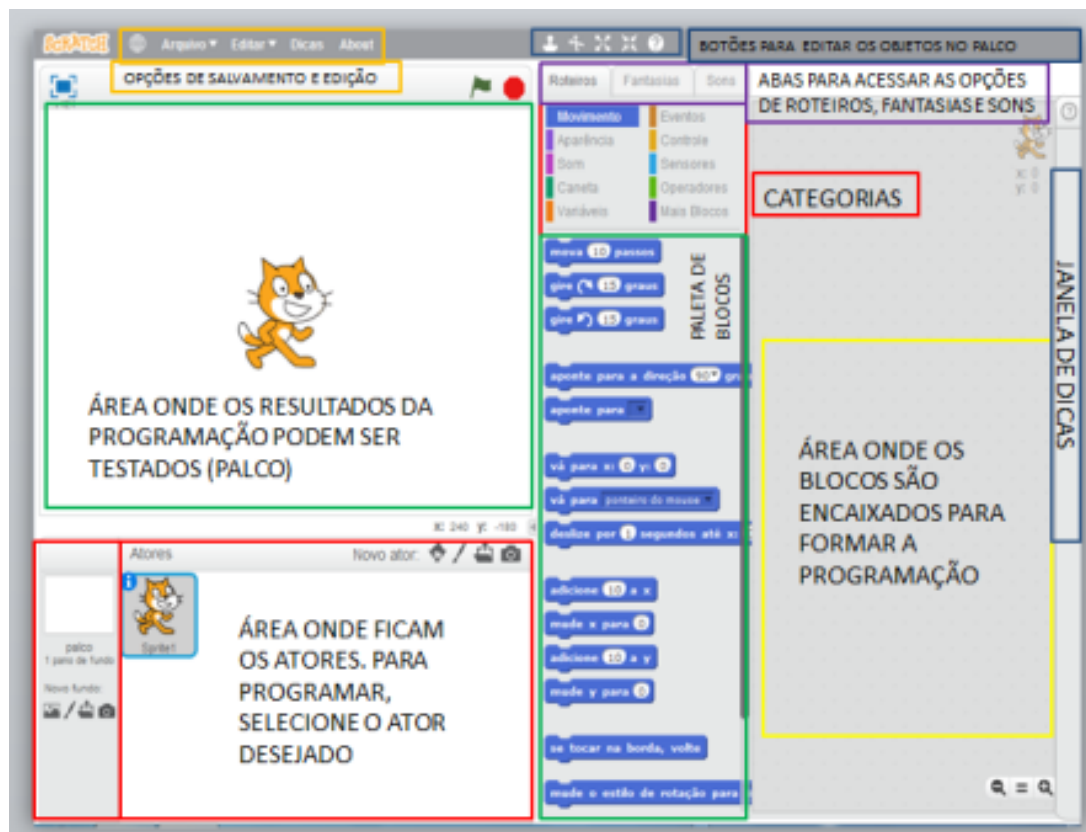 SCRATCH Arquivo Editar Dicas About
BOTÕES PARA EDITAR OS OBJETOS NO PALCO
OPÇÕES DE SALVAMENTO E EDIÇÃO
Roteiros Fantasias Sons
ABAS PARA ACESSAR AS OPÇÕES
DE ROTEIROS, FANTASIAS E SONS
Movimento Eventos
Aparência Controle
Som Sensores
Caneta Operadores
Variáveis Mais Blocos
x: 0
y: 0
CATEGORIAS
mova 10 passos
gire 15 graus
gire 15 graus
PALETA DE
BLOCOS
aponte para a direção 90
aponte para
vá para x: 0 y: 0
vá para ponteiro do mouse
deslize por 1 segundos até x:
adicione 10 a x
mude x para 0
adicione 10 a y
mude y para 0
se tocar na borda, volte
mude o estilo de rotação para
JANELA DE DICAS
ÁREA ONDE OS RESULTADOS DA
PROGRAMAÇÃO PODEM SER
TESTADOS (PALCO)
x: 240 y: -180
ÁREA ONDE OS
BLOCOS SÃO
ENCAIXADOS PARA
FORMAR A
PROGRAMAÇÃO
Atores Novo ator:
palco
1 pano de fundo
Novo fundo:
Sprite1
ÁREA ONDE FICAM
OS ATORES. PARA
PROGRAMAR,
SELECIONE O ATOR
DESEJADO